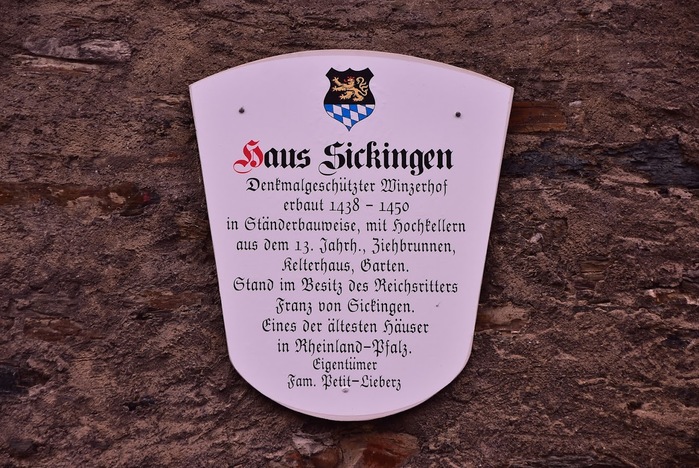 Haus Sickingen
Denkmalgeschützter Winzerhof
erbaut 1438 - 1450
in Ständerbauweise, mit Hochkellern
aus dem 13. Jahrh., Ziehbrunnen,
Kelterhaus, Garten.
Stand im Besitz des Reichsritters
Franz von Sickingen.
Eines der ältesten Häuser
in Rheinland-Pfalz.
Eigentümer
Fam. Petit-Lieberz